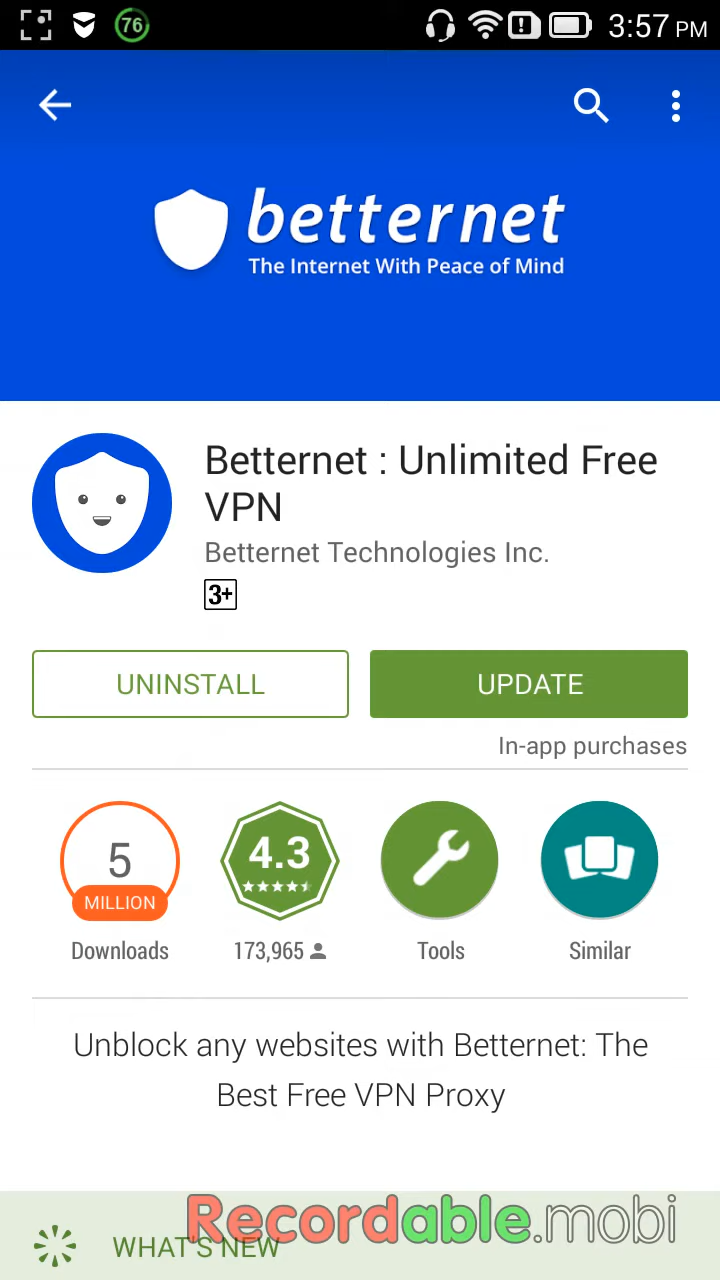 76
3:57 PM
betternet
The Internet With Peace of Mind
Betternet : Unlimited Free
VPN
Betternet Technologies Inc.
3+
UNINSTALL
UPDATE
In-app purchases
5
MILLION
Downloads
4.3
173,965
Tools
Similar
Unblock any websites with Betternet: The
Best Free VPN Proxy
Recordable.mobi
WHAT'S NEW